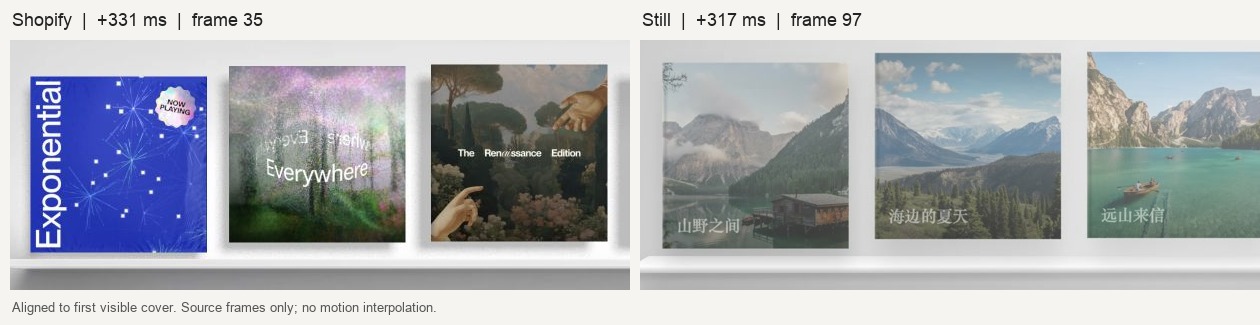 Shopify | +331 ms | frame 35
Still | +317 ms | frame 97
Exponential
NOW
PLAYING
Everywhere
Everywhere
The Renaissance Edition
山野之间
海边的夏天
远山来信
Aligned to first visible cover. Source frames only; no motion interpolation.